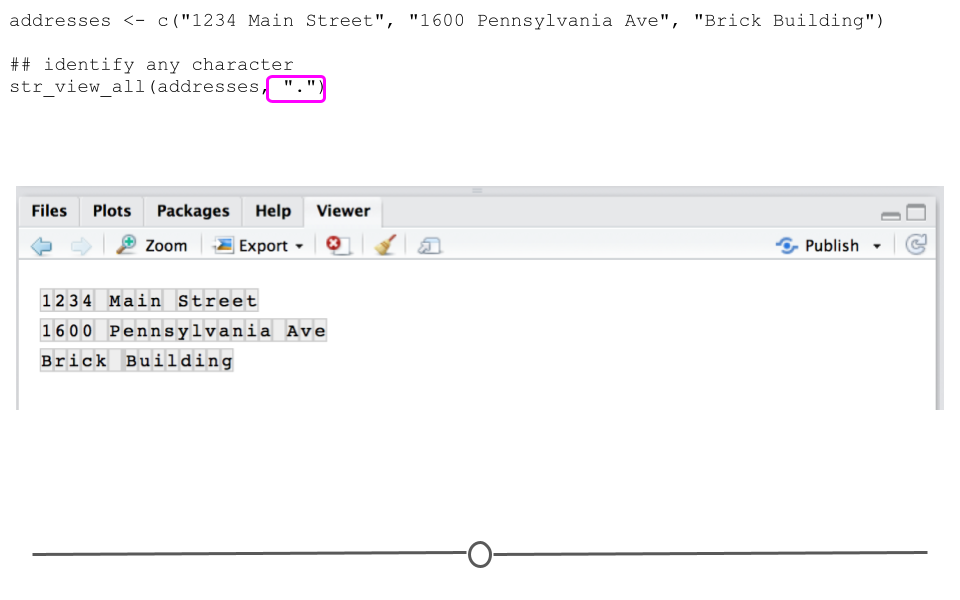 addresses <- c("1234 Main Street", "1600 Pennsylvania Ave", "Brick Building")
## identify any character
str_view_all(addresses, ".")
Files Plots Packages Help Viewer
Zoom Export Publish
1234 Main Street
1600 Pennsylvania Ave
Brick Building